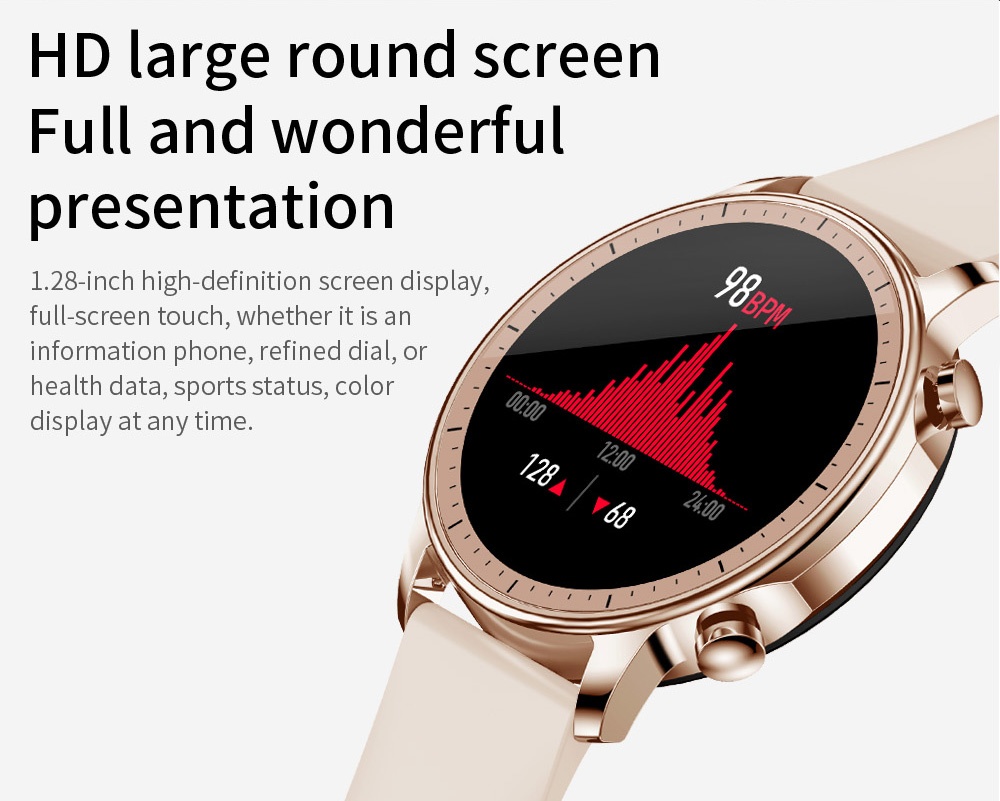 HD large round screen
Full and wonderful
presentation
1.28-inch high-definition screen display,
full-screen touch, whether it is an
information phone, refined dial, or
health data, sports status, color
display at any time.
98BPM
00:00
12:00
24:00
128▲
▼68